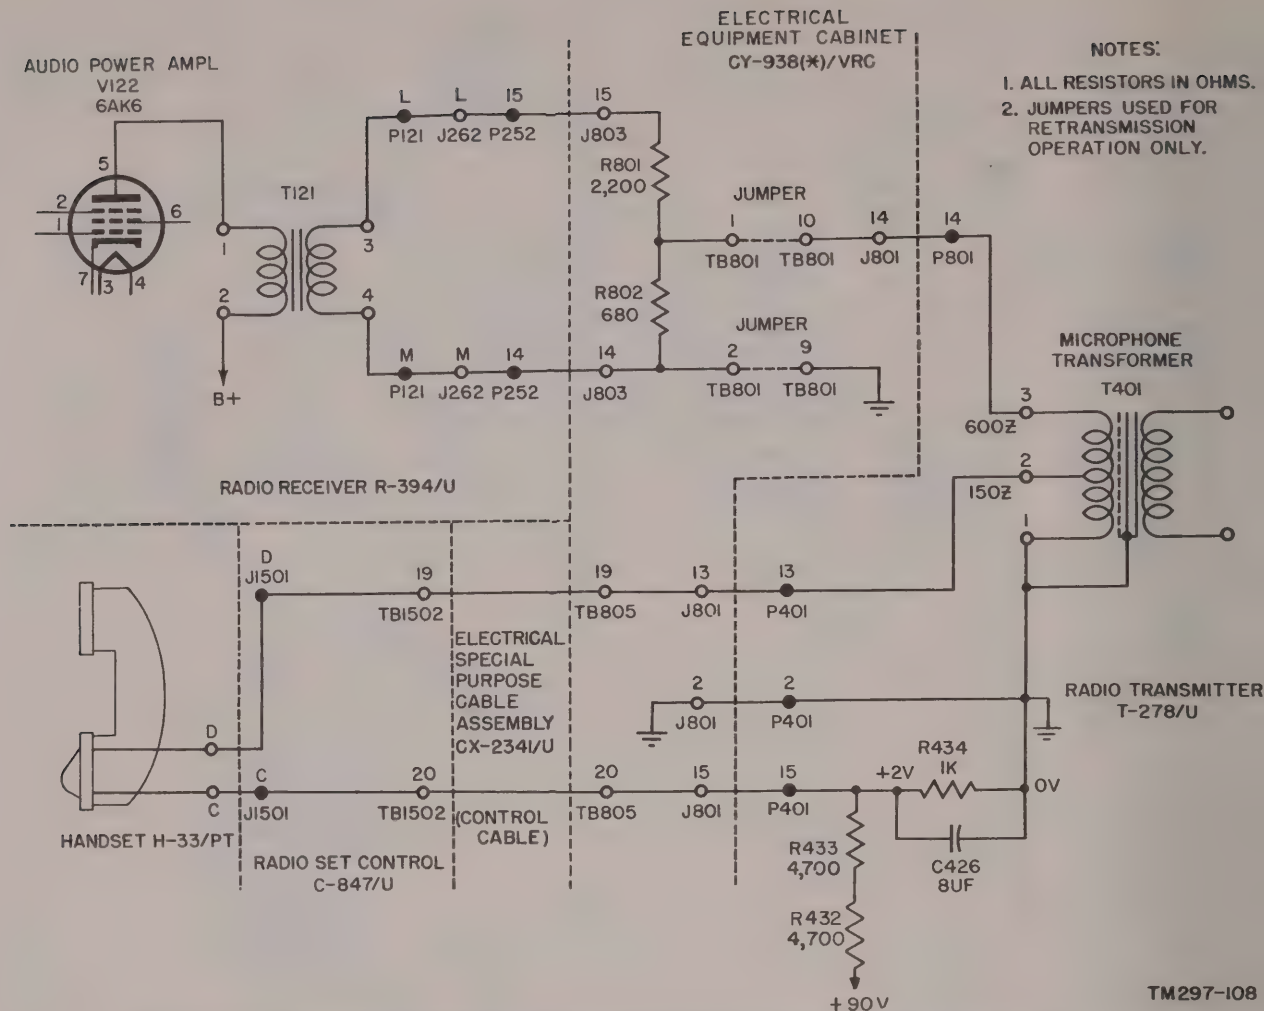 ELECTRICAL
EQUIPMENT CABINET
CY-938(*)/VRC
NOTES:
1. ALL RESISTORS IN OHMS.
2. JUMPERS USED FOR
RETRANSMISSION
OPERATION ONLY.
AUDIO POWER AMPL
V122
6AK6
5
2
1
6
7
3
4
T121
1
2
3
4
B+
L
P121
L
J262
15
P252
15
J803
R801
2,200
R802
680
JUMPER
1
TB801
10
TB801
14
J801
14
P801
JUMPER
2
TB801
9
TB801
M
P121
M
J262
14
P252
14
J803
MICROPHONE
TRANSFORMER
T401
3
600Z
2
150Z
1
RADIO RECEIVER R-394/U
D
J1501
19
TB1502
19
TB805
13
J801
13
P401
ELECTRICAL
SPECIAL
PURPOSE
CABLE
ASSEMBLY
CX-2341/U
(CONTROL
CABLE)
2
J801
2
P401
RADIO TRANSMITTER
T-278/U
D
C
C
J1501
20
TB1502
20
TB805
15
J801
15
P401
+2V
R434
1K
0V
C426
8UF
R433
4,700
R432
4,700
+90V
HANDSET H-33/PT
RADIO SET CONTROL
C-847/U
TM297-108